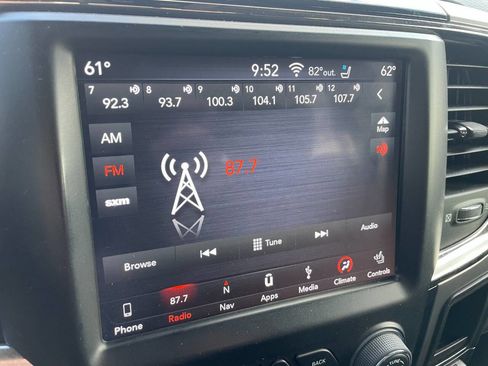 61° 9:52 82°out. 62°
7 8 9 10 11 12
92.3 93.7 100.3 104.1 105.7 107.7
AM
Map
FM
87.7
sxm
Browse Tune Audio
87.7 N
Phone Radio Nav Apps Media Climate Controls
BACK
TUNE